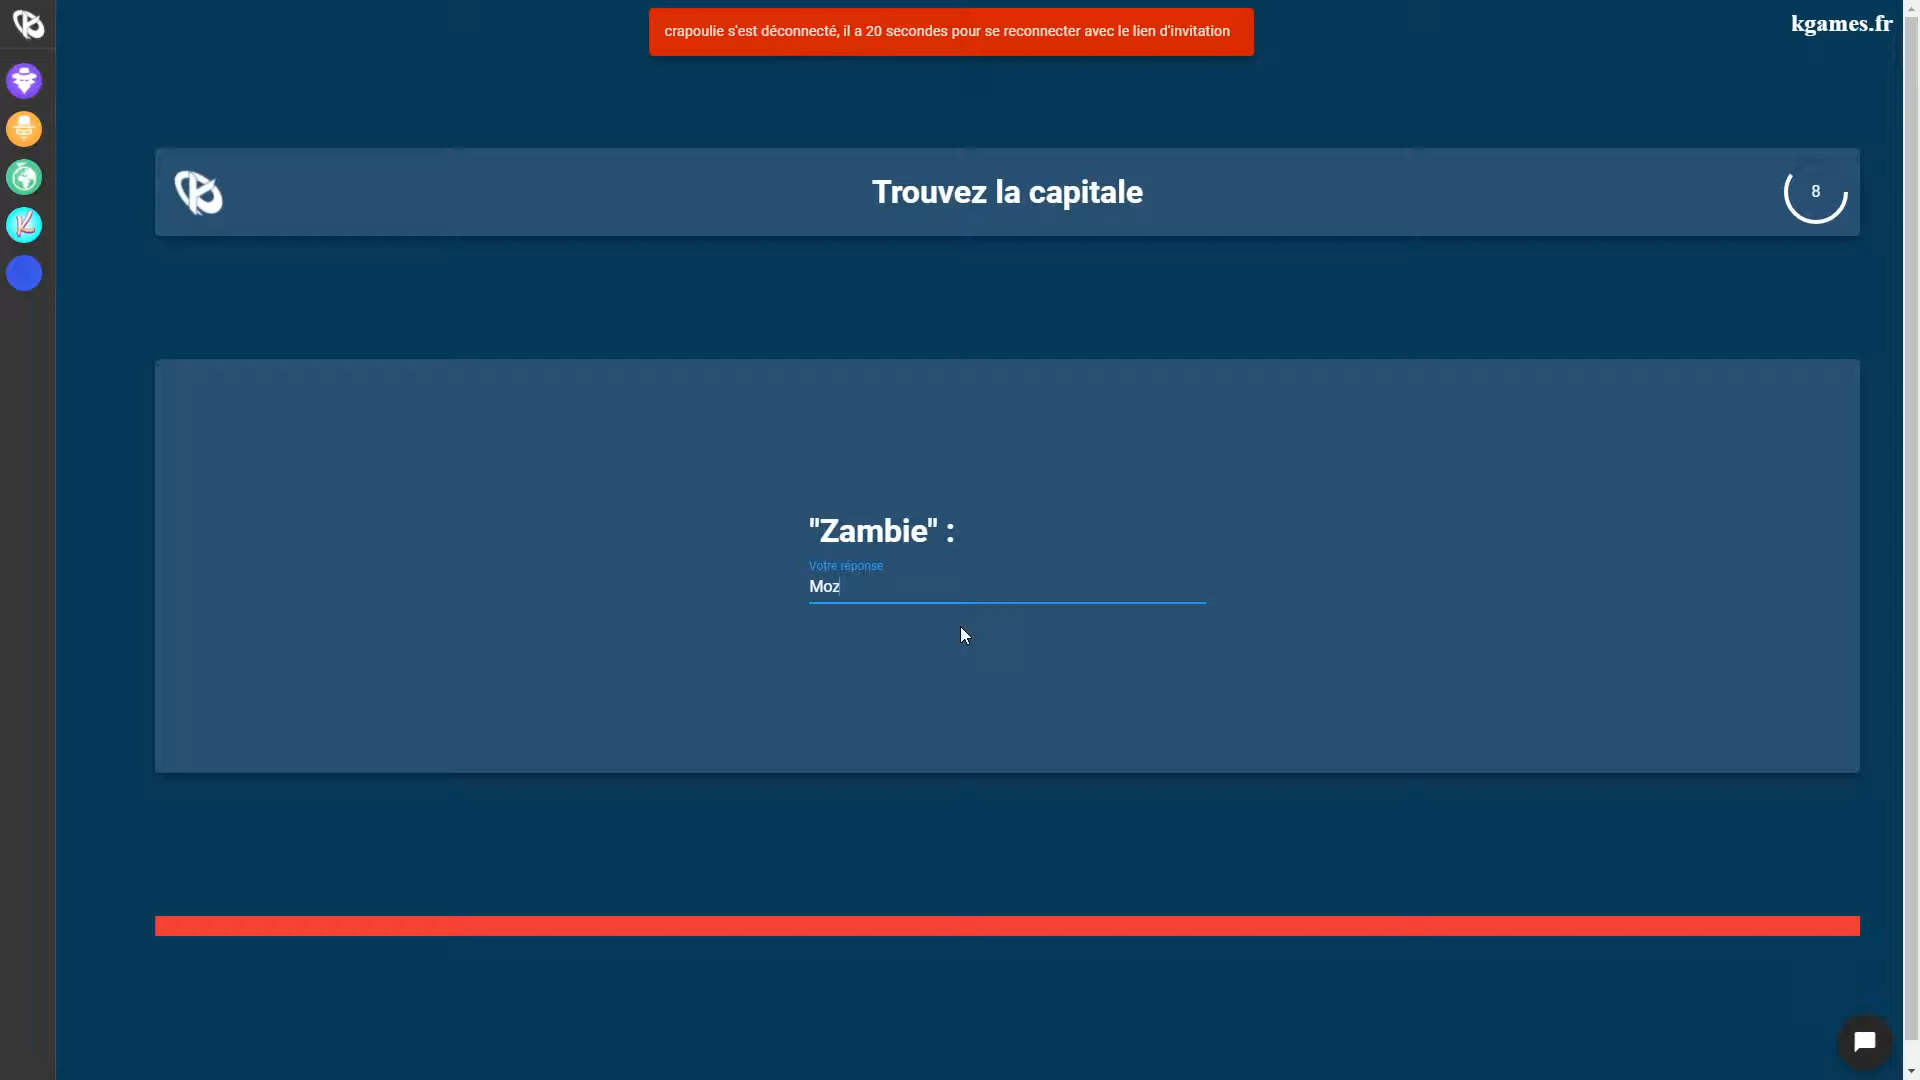 crapoulie s'est déconnecté, il a 20 secondes pour se reconnecter avec le lien d'invitation
kgames.fr
Trouvez la capitale
8
"Zambie" :
Votre réponse
Moz